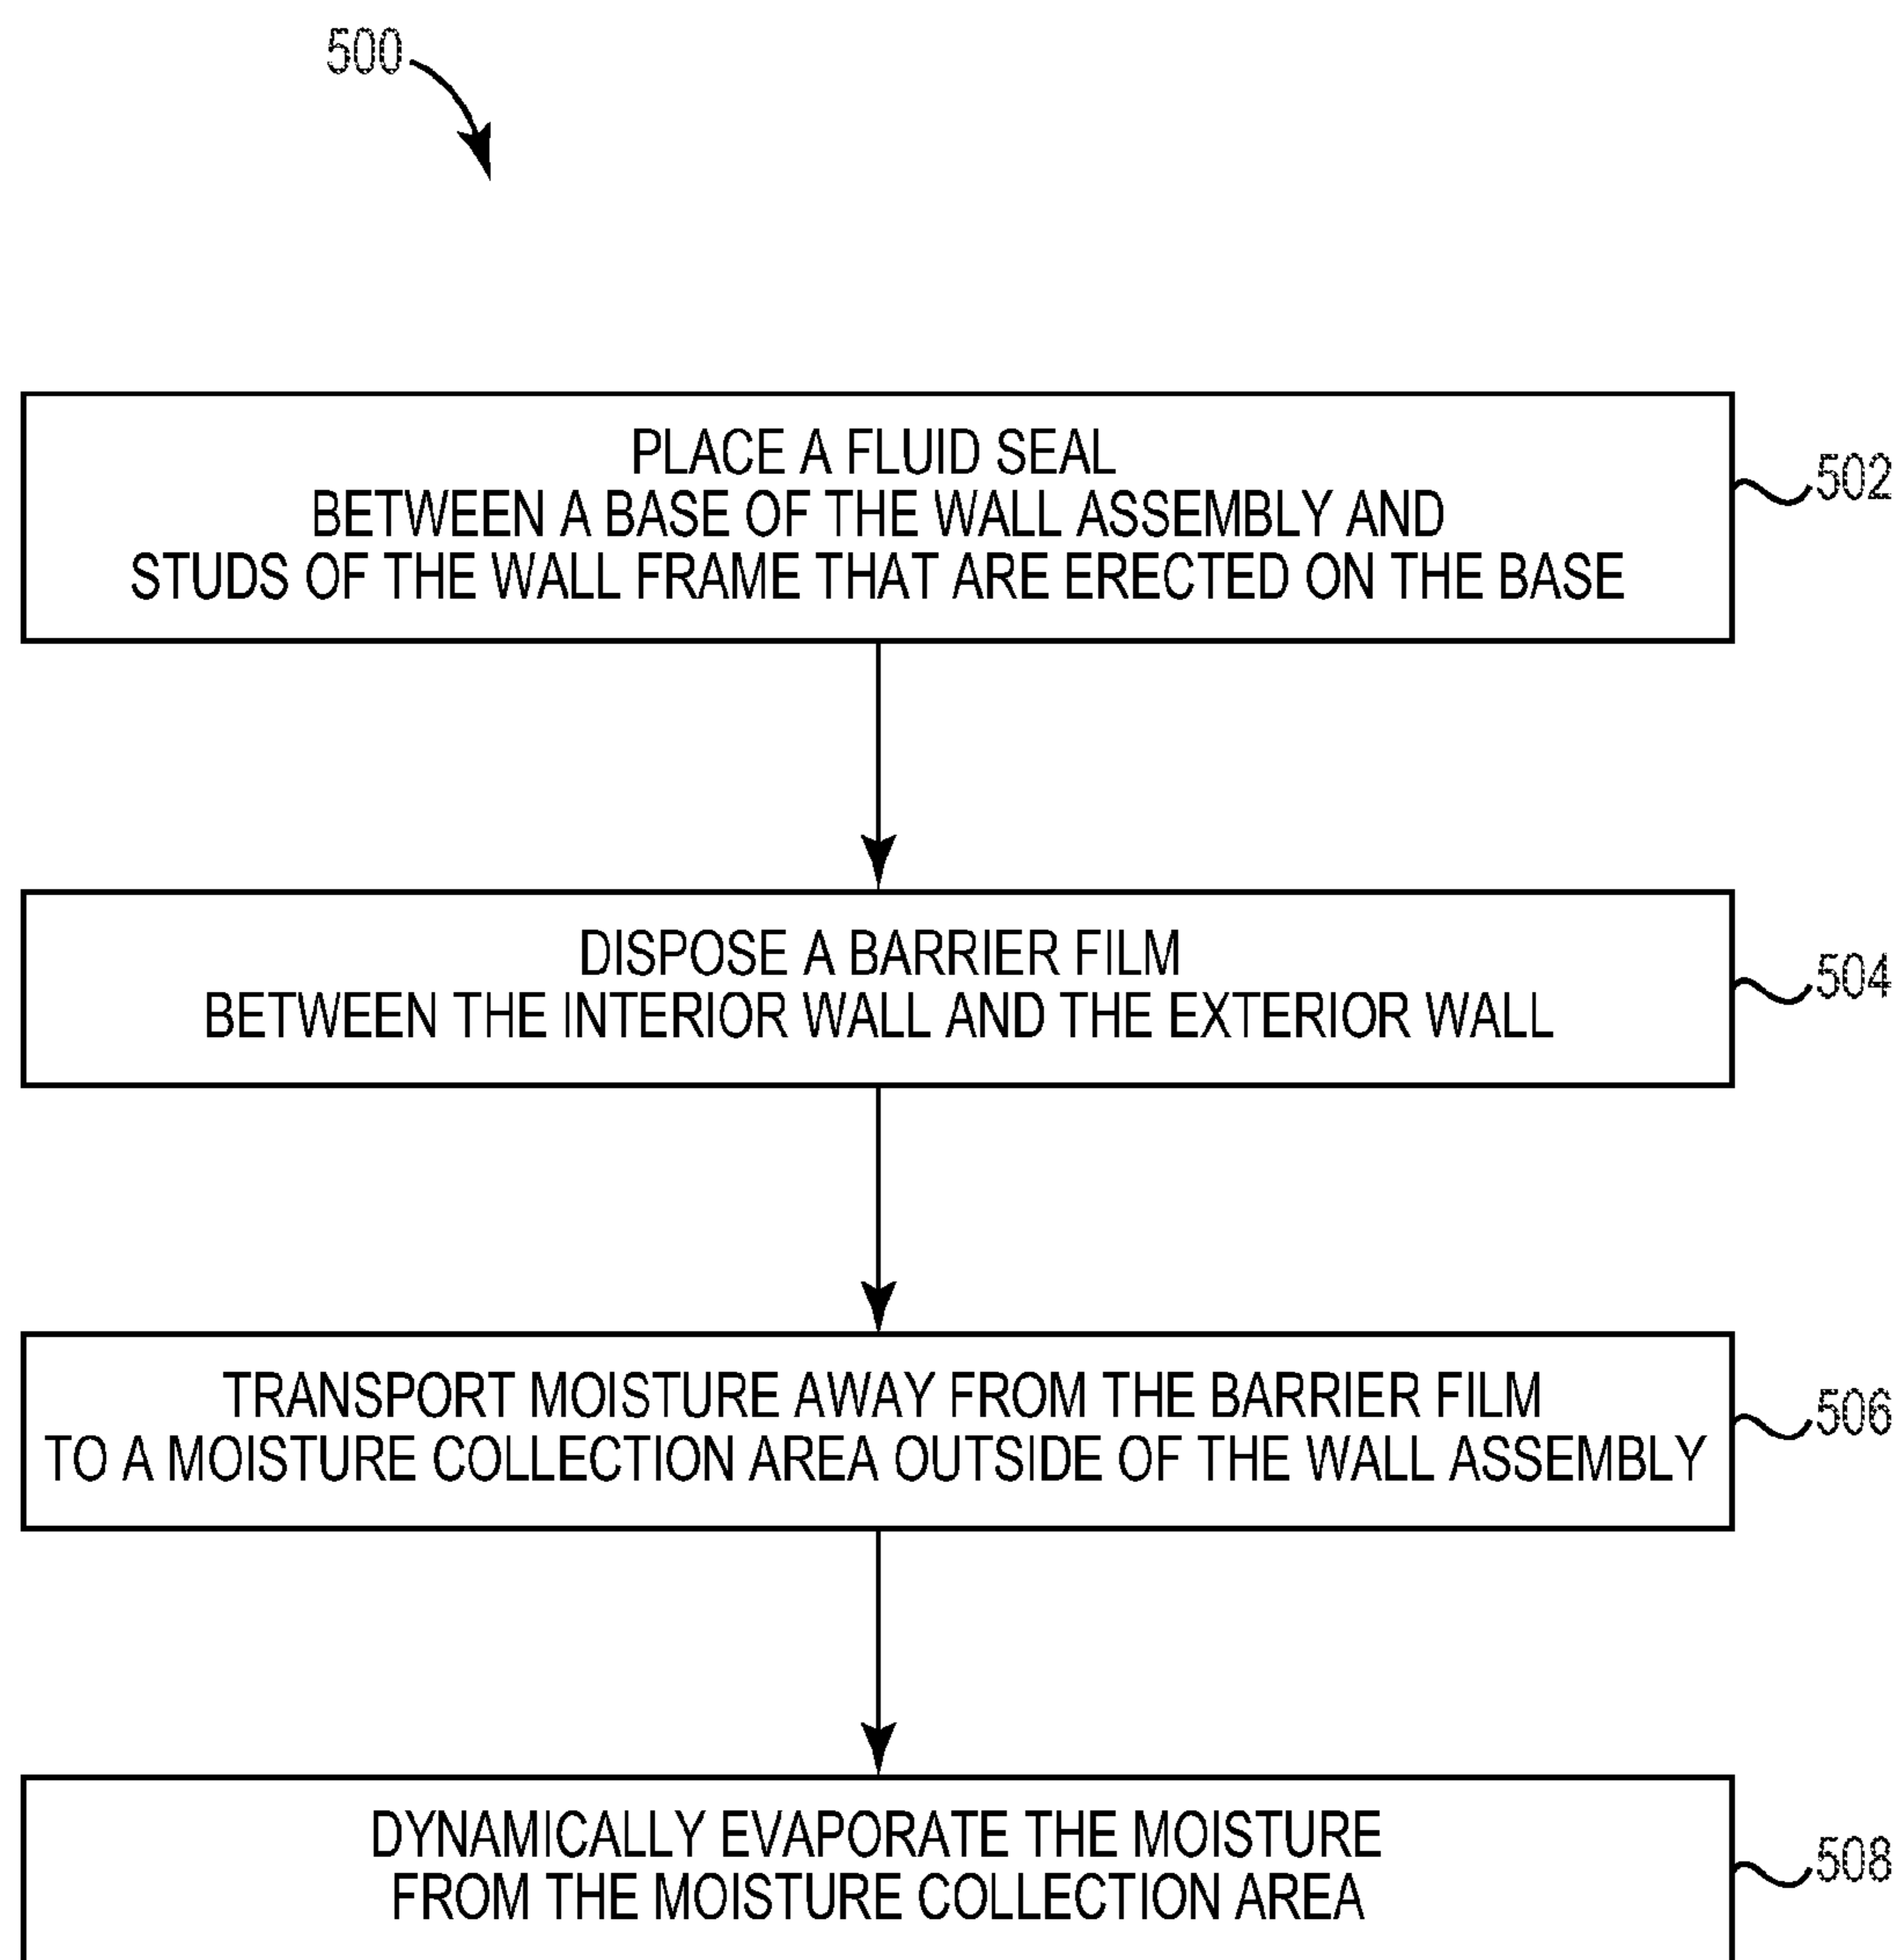 500
PLACE A FLUID SEAL
BETWEEN A BASE OF THE WALL ASSEMBLY AND
STUDS OF THE WALL FRAME THAT ARE ERECTED ON THE BASE
502
DISPOSE A BARRIER FILM
BETWEEN THE INTERIOR WALL AND THE EXTERIOR WALL
504
TRANSPORT MOISTURE AWAY FROM THE BARRIER FILM
TO A MOISTURE COLLECTION AREA OUTSIDE OF THE WALL ASSEMBLY
506
DYNAMICALLY EVAPORATE THE MOISTURE
FROM THE MOISTURE COLLECTION AREA
508